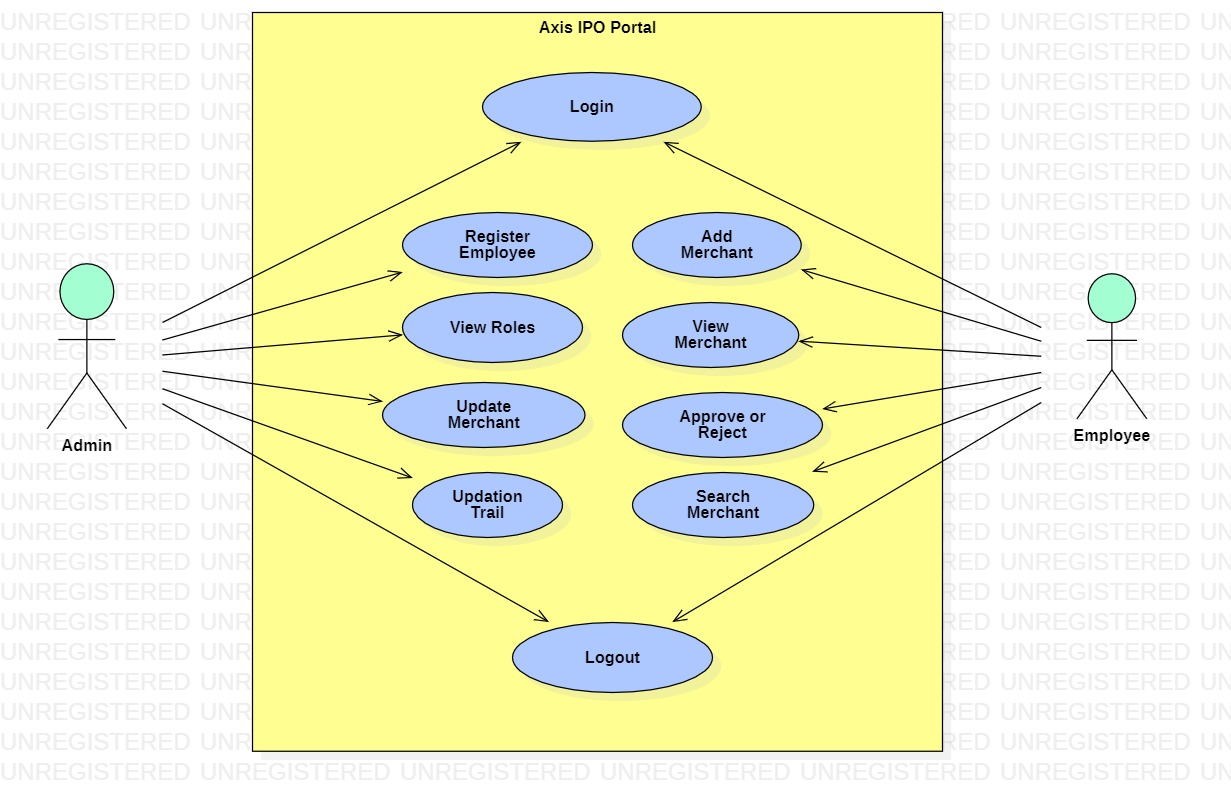 Axis IPO Portal
Login
Register
Employee
Add
Merchant
View Roles
View
Merchant
Update
Merchant
Approve or
Reject
Admin
Employee
Updation
Trail
Search
Merchant
Logout
UNREGISTERED UNREGISTERED UNREGISTERED UNREGISTERED UNREGISTERED UNREGISTERED UN